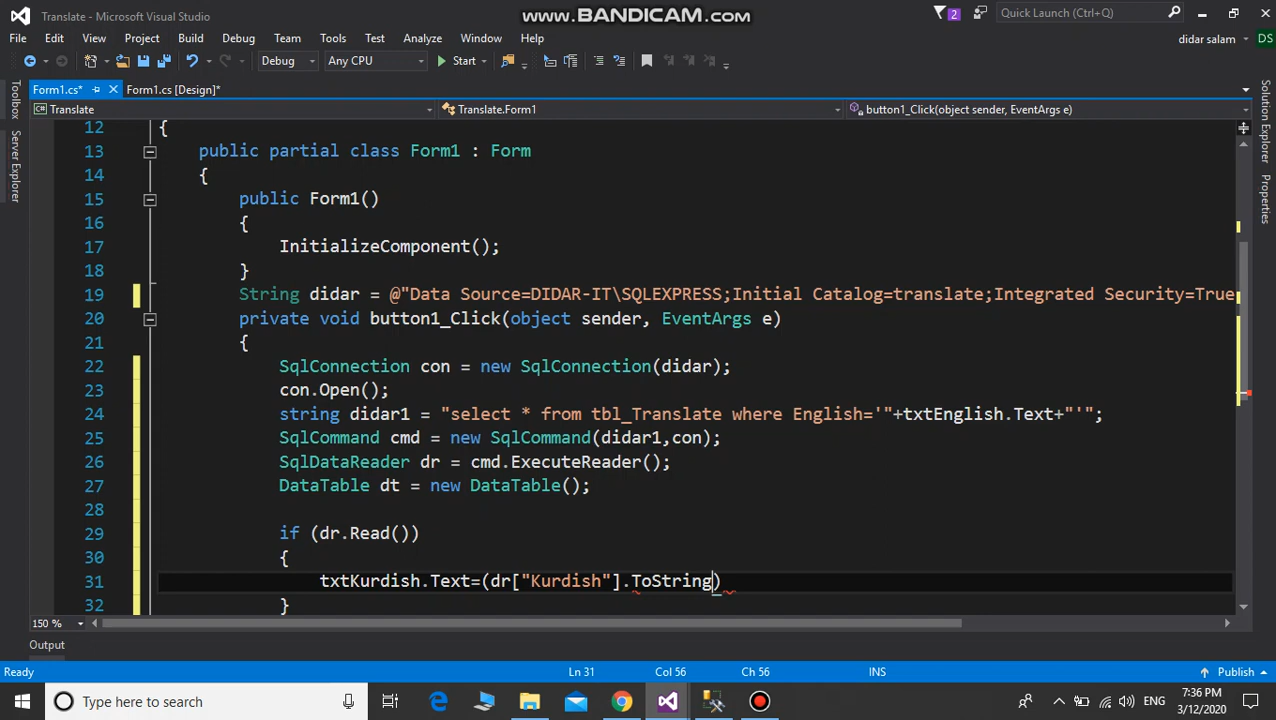 www.BANDICAM.com
Translate - Microsoft Visual Studio
2
Quick Launch (Ctrl+Q)
File Edit View Project Build Debug Team Tools Test Analyze Window Help
didar salam DS
Debug Any CPU Start
Form1.cs* Form1.cs [Design]*
Translate Translate.Form1 button1_Click(object sender, EventArgs e)
Toolbox
Server Explorer
Solution Explorer
Properties
12 {
13 public partial class Form1 : Form
14 {
15 public Form1()
16 {
17 InitializeComponent();
18 }
19 String didar = @"Data Source=DIDAR-IT\SQLEXPRESS;Initial Catalog=translate;Integrated Security=True
20 private void button1_Click(object sender, EventArgs e)
21 {
22 SqlConnection con = new SqlConnection(didar);
23 con.Open();
24 string didar1 = "select * from tbl_Translate where English='"+txtEnglish.Text+"'";
25 SqlCommand cmd = new SqlCommand(didar1,con);
26 SqlDataReader dr = cmd.ExecuteReader();
27 DataTable dt = new DataTable();
28
29 if (dr.Read())
30 {
31 txtKurdish.Text=(dr["Kurdish"].ToString)
32 }
150 %
Output
Ready Ln 31 Col 56 Ch 56 INS Publish
Type here to search
ENG
7:36 PM
3/12/2020